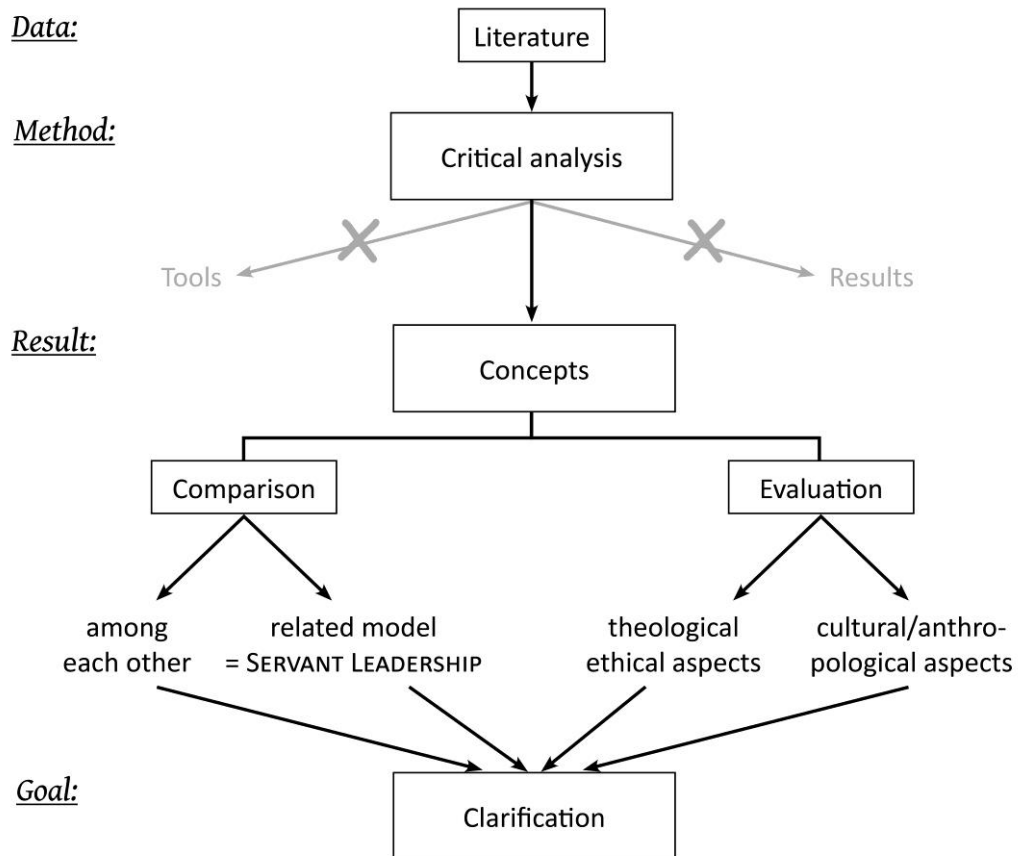 Data:
Literature
Method:
Critical analysis
Tools
Results
Result:
Concepts
Comparison
Evaluation
among
each other
related model
= SERVANT LEADERSHIP
theological
ethical aspects
cultural/anthro-
pological aspects
Goal:
Clarification